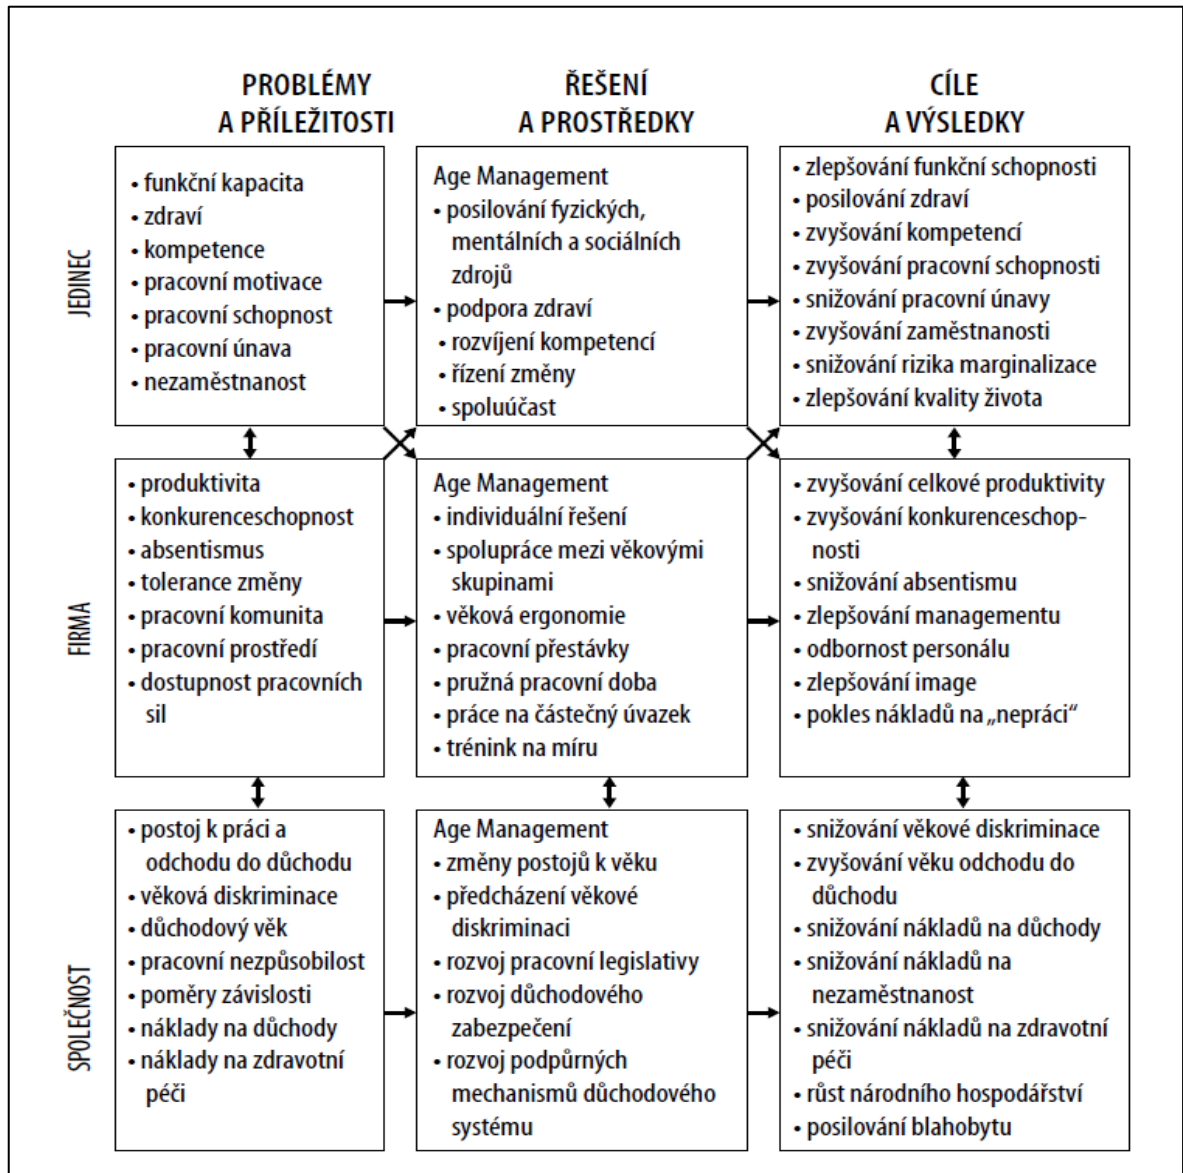 PROBLÉMY
A PŘÍLEŽITOSTI
ŘEŠENÍ
A PROSTŘEDKY
CÍLE
A VÝSLEDKY
JEDINEC
• funkční kapacita
• zdraví
• kompetence
• pracovní motivace
• pracovní schopnost
• pracovní únava
• nezaměstnanost
Age Management
• posilování fyzických,
mentálních a sociálních
zdrojů
• podpora zdraví
• rozvíjení kompetencí
• řízení změny
• spoluúčast
• zlepšování funkční schopnosti
• posilování zdraví
• zvyšování kompetencí
• zvyšování pracovní schopnosti
• snižování pracovní únavy
• zvyšování zaměstnanosti
• snižování rizika marginalizace
• zlepšování kvality života
FIRMA
• produktivita
• konkurenceschopnost
• absentismus
• tolerance změny
• pracovní komunita
• pracovní prostředí
• dostupnost pracovních
sil
Age Management
• individuální řešení
• spolupráce mezi věkovými
skupinami
• věková ergonomie
• pracovní přestávky
• pružná pracovní doba
• práce na částečný úvazek
• trénink na míru
• zvyšování celkové produktivity
• zvyšování konkurenceschop-
nosti
• snižování absentismu
• zlepšování managementu
• odbornost personálu
• zlepšování image
• pokles nákladů na „nepráci“
SPOLEČNOST
• postoj k práci a
odchodu do důchodu
• věková diskriminace
• důchodový věk
• pracovní nezpůsobilost
• poměry závislosti
• náklady na důchody
• náklady na zdravotní
péči
Age Management
• změny postojů k věku
• předcházení věkové
diskriminaci
• rozvoj pracovní legislativy
• rozvoj důchodového
zabezpečení
• rozvoj podpůrných
mechanismů důchodového
systému
• snižování věkové diskriminace
• zvyšování věku odchodu do
důchodu
• snižování nákladů na důchody
• snižování nákladů na
nezaměstnanost
• snižování nákladů na zdravotní
péči
• růst národního hospodářství
• posilování blahobytu